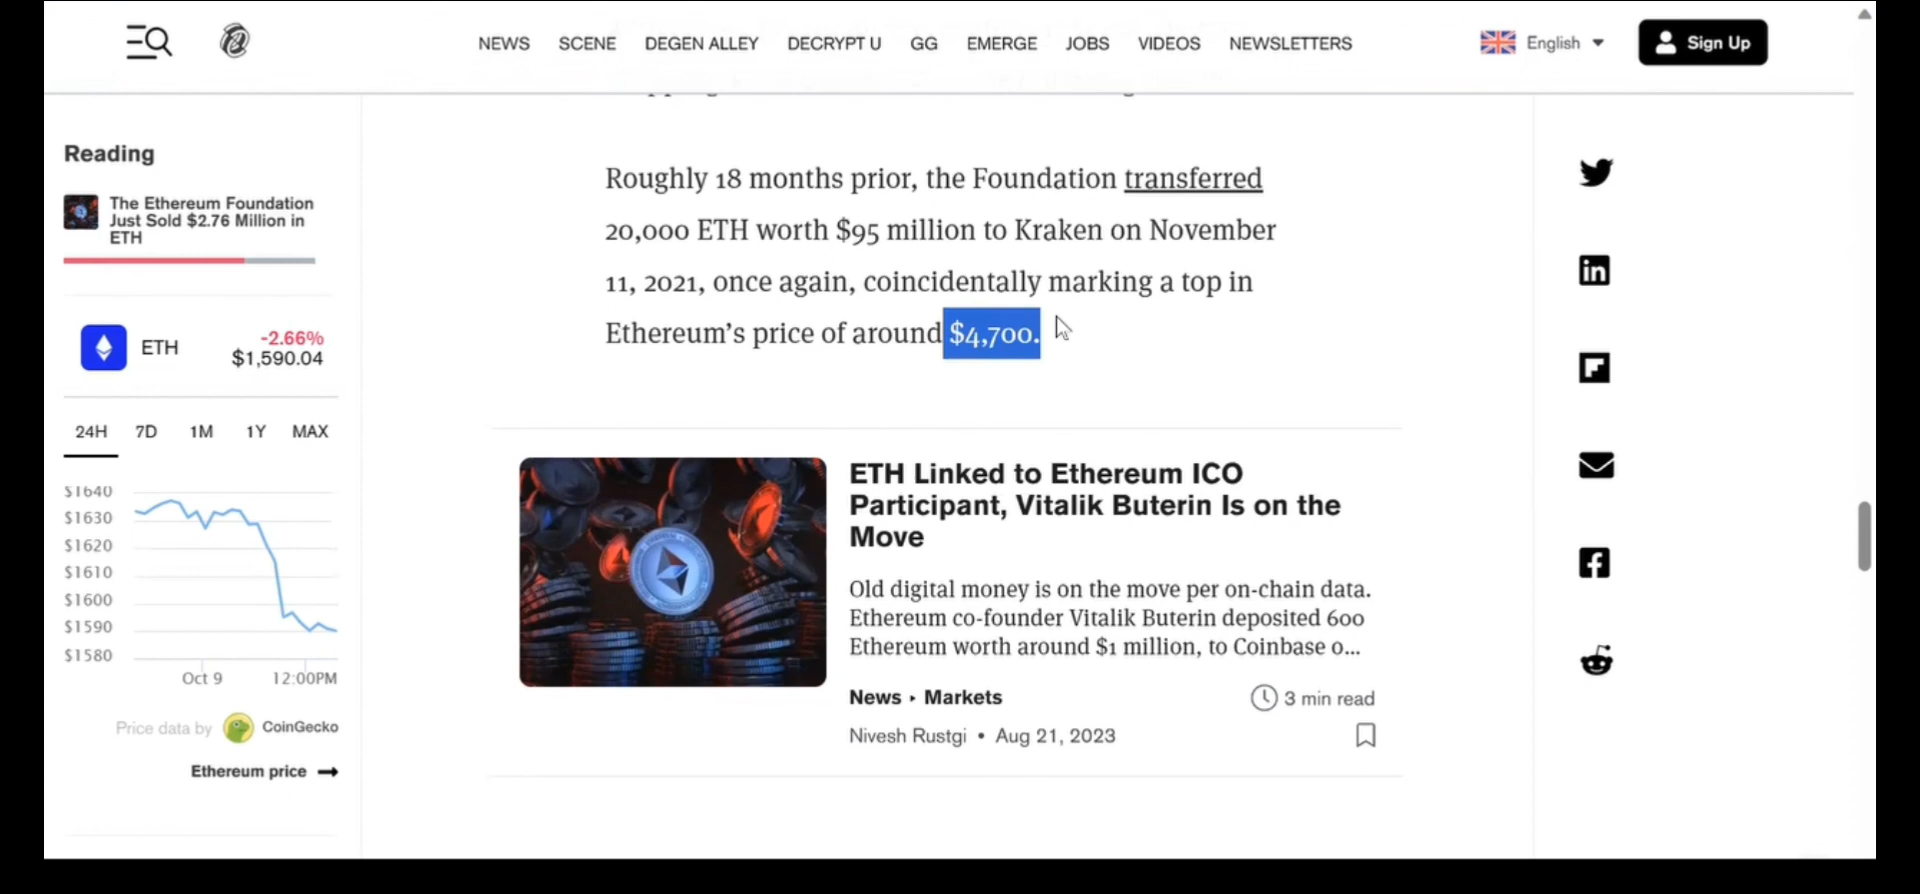 NEWS SCENE DEGEN ALLEY DECRYPT U GG EMERGE JOBS VIDEOS NEWSLETTERS English Sign Up
Reading
The Ethereum Foundation
Just Sold $2.76 Million in
ETH
ETH
-2.66%
$1,590.04
24H 7D 1M 1Y MAX
$1640
$1630
$1620
$1610
$1600
$1590
$1580
Oct 9 12:00PM
Price data by CoinGecko
Ethereum price
Roughly 18 months prior, the Foundation transferred
20,000 ETH worth $95 million to Kraken on November
11, 2021, once again, coincidentally marking a top in
Ethereum’s price of around $4,700.
ETH Linked to Ethereum ICO
Participant, Vitalik Buterin Is on the
Move
Old digital money is on the move per on-chain data.
Ethereum co-founder Vitalik Buterin deposited 600
Ethereum worth around $1 million, to Coinbase o...
News ‣ Markets 3 min read
Nivesh Rustgi • Aug 21, 2023